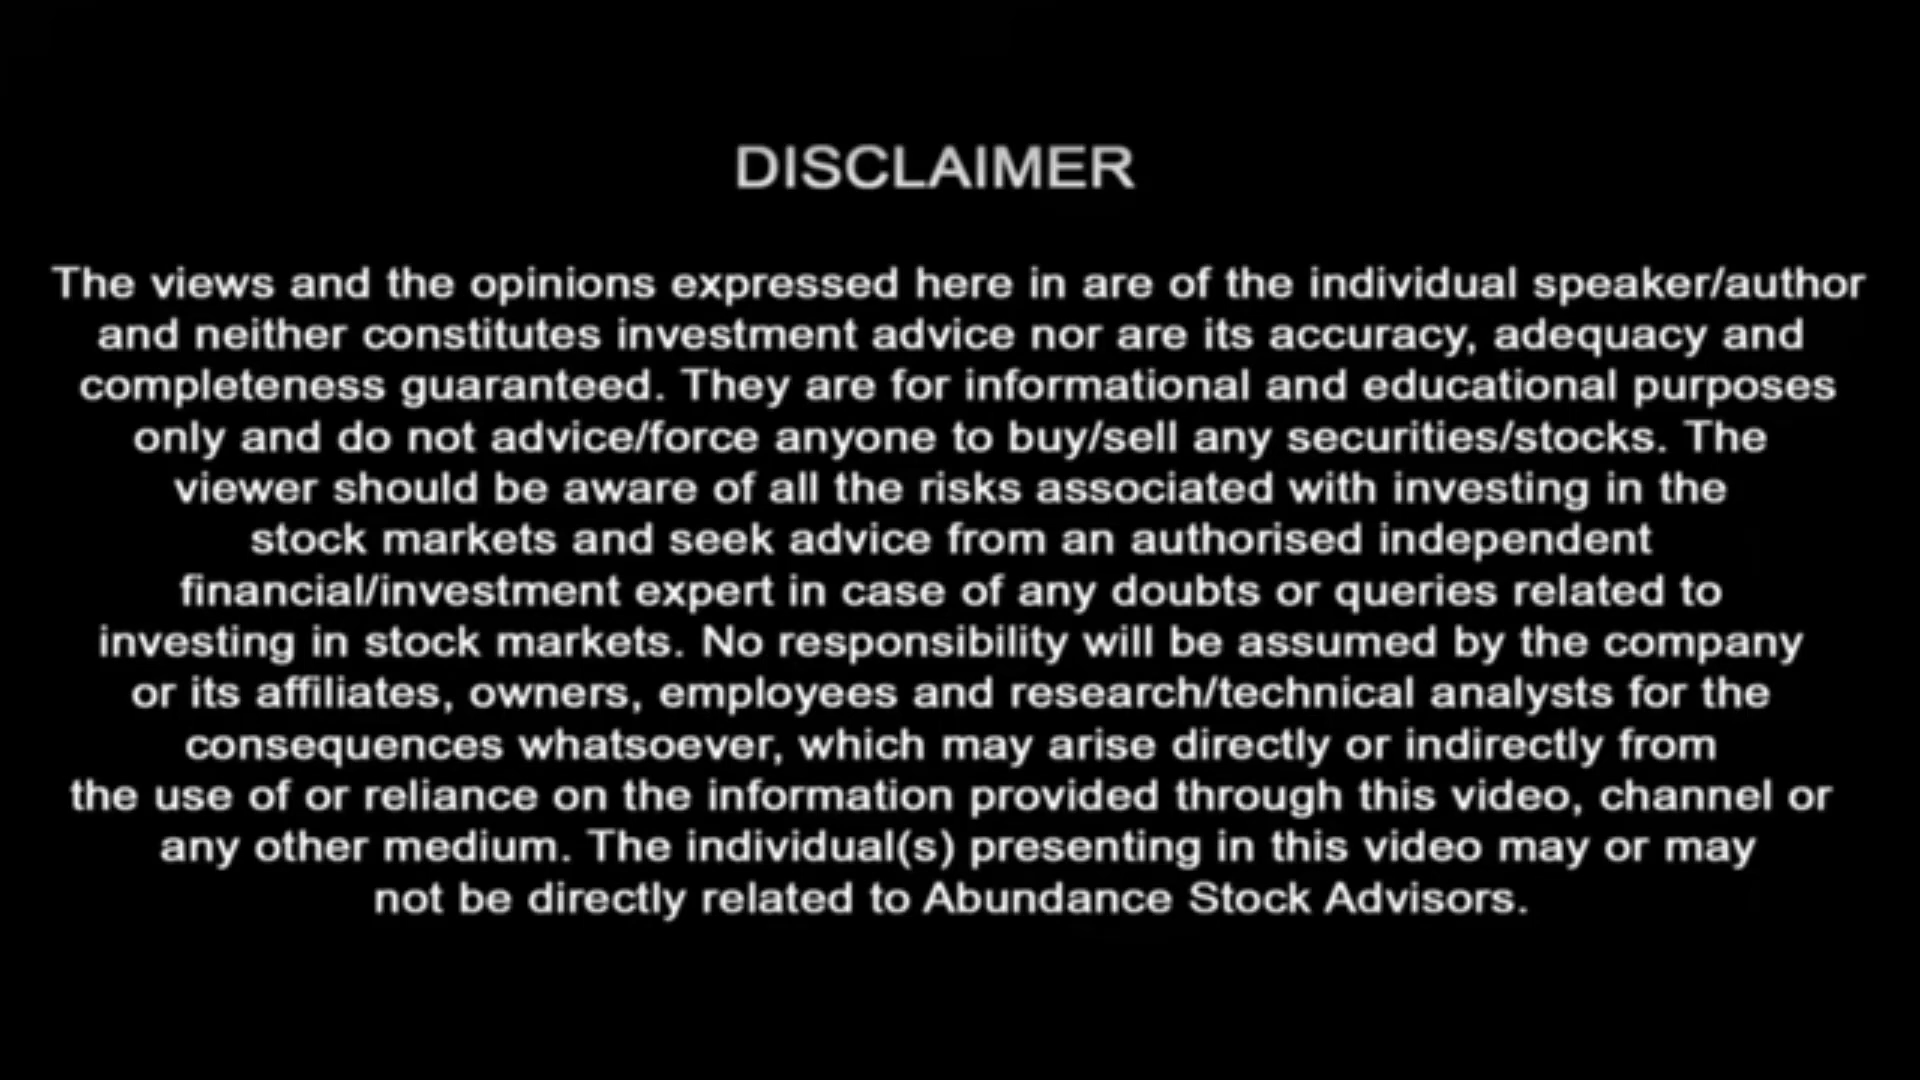 DISCLAIMER
The views and the opinions expressed here in are of the individual speaker/author
and neither constitutes investment advice nor are its accuracy, adequacy and
completeness guaranteed. They are for informational and educational purposes
only and do not advice/force anyone to buy/sell any securities/stocks. The
viewer should be aware of all the risks associated with investing in the
stock markets and seek advice from an authorised independent
financial/investment expert in case of any doubts or queries related to
investing in stock markets. No responsibility will be assumed by the company
or its affiliates, owners, employees and research/technical analysts for the
consequences whatsoever, which may arise directly or indirectly from
the use of or reliance on the information provided through this video, channel or
any other medium. The individual(s) presenting in this video may or may
not be directly related to Abundance Stock Advisors.